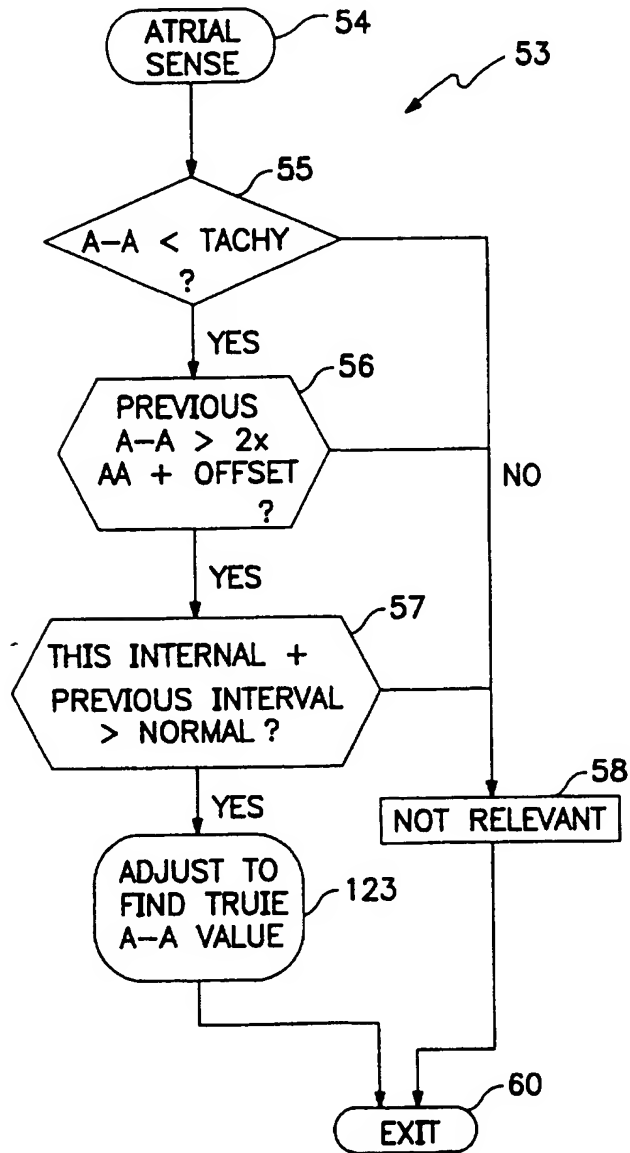 ATRIAL
SENSE
54
53
55
A-A < TACHY
?
YES
56
PREVIOUS
A-A > 2x
AA + OFFSET
?
NO
YES
57
THIS INTERNAL +
PREVIOUS INTERVAL
> NORMAL ?
YES
58
NOT RELEVANT
ADJUST TO
FIND TRUIE
A-A VALUE
123
60
EXIT